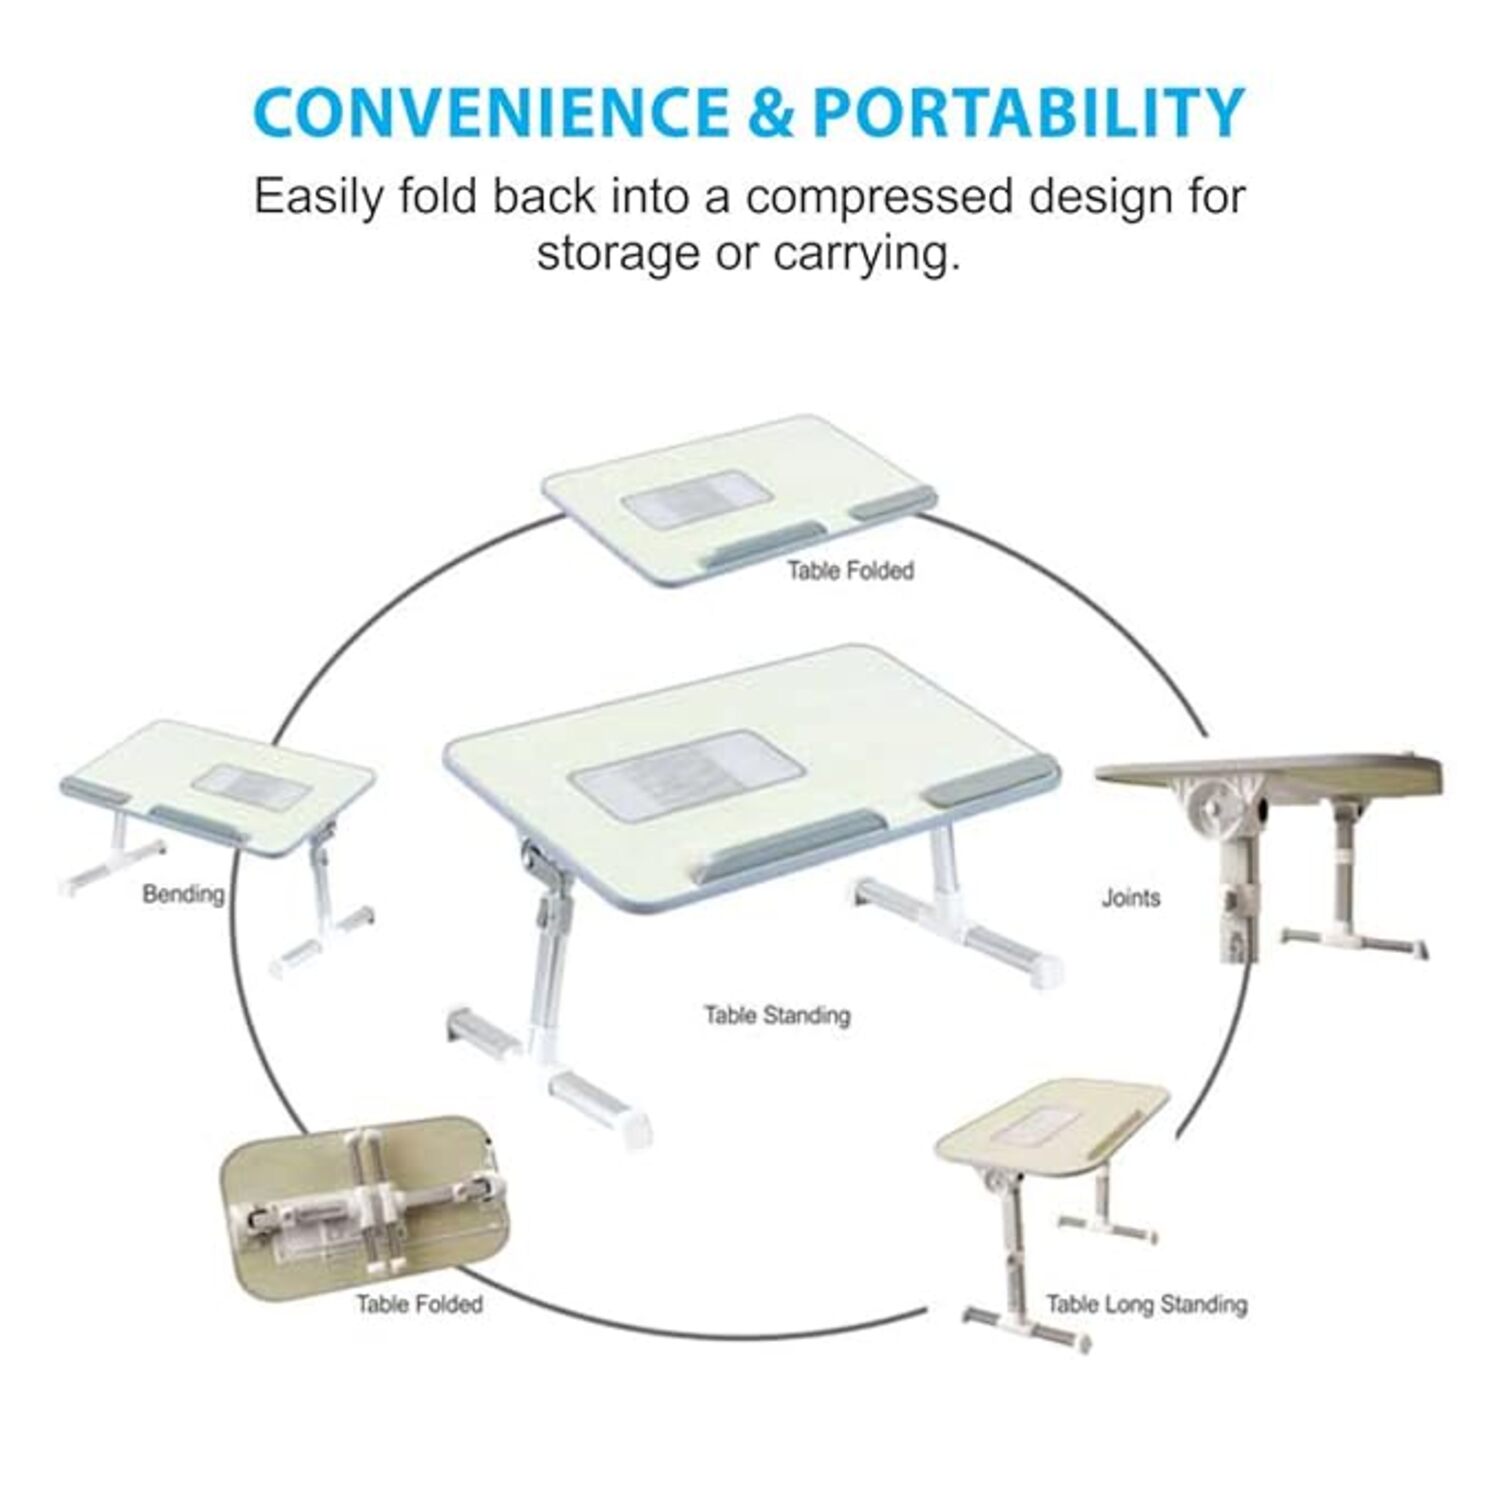 CONVENIENCE & PORTABILITY
Easily fold back into a compressed design for
storage or carrying.
Table Folded
Bending
Joints
Table Standing
Table Folded
Table Long Standing